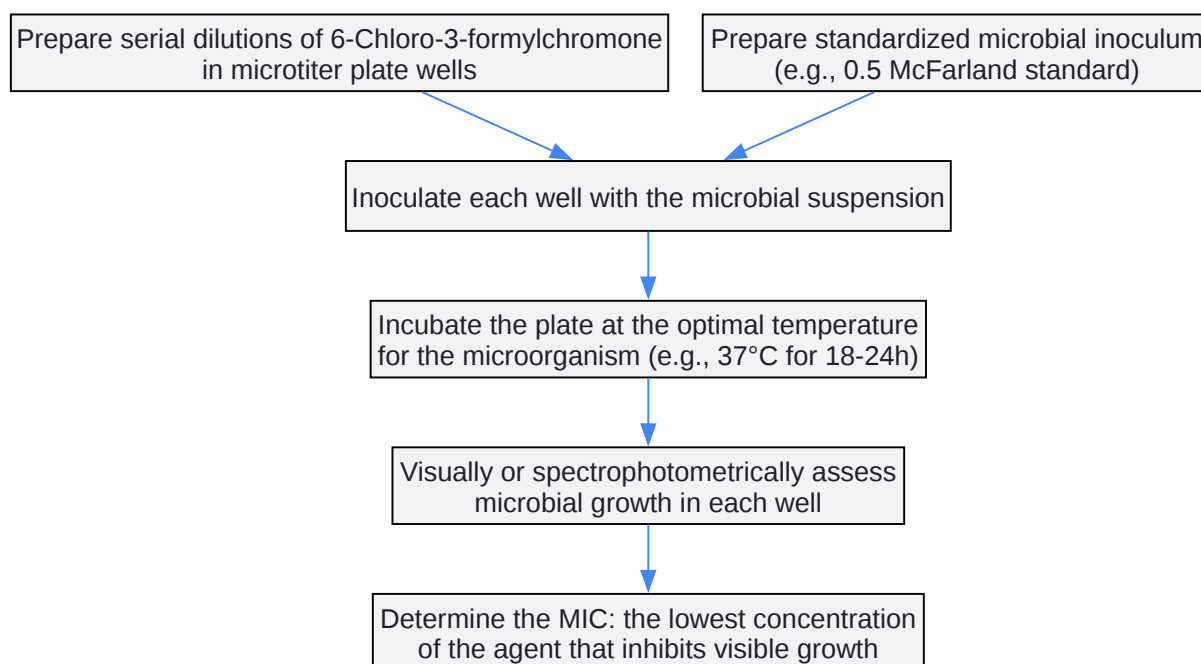 Prepare serial dilutions of 6-Chloro-3-formylchromone
in microtiter plate wells
Prepare standardized microbial inoculum
(e.g., 0.5 McFarland standard)
Inoculate each well with the microbial suspension
Incubate the plate at the optimal temperature
for the microorganism (e.g., 37°C for 18-24h)
Visually or spectrophotometrically assess
microbial growth in each well
Determine the MIC: the lowest concentration
of the agent that inhibits visible growth